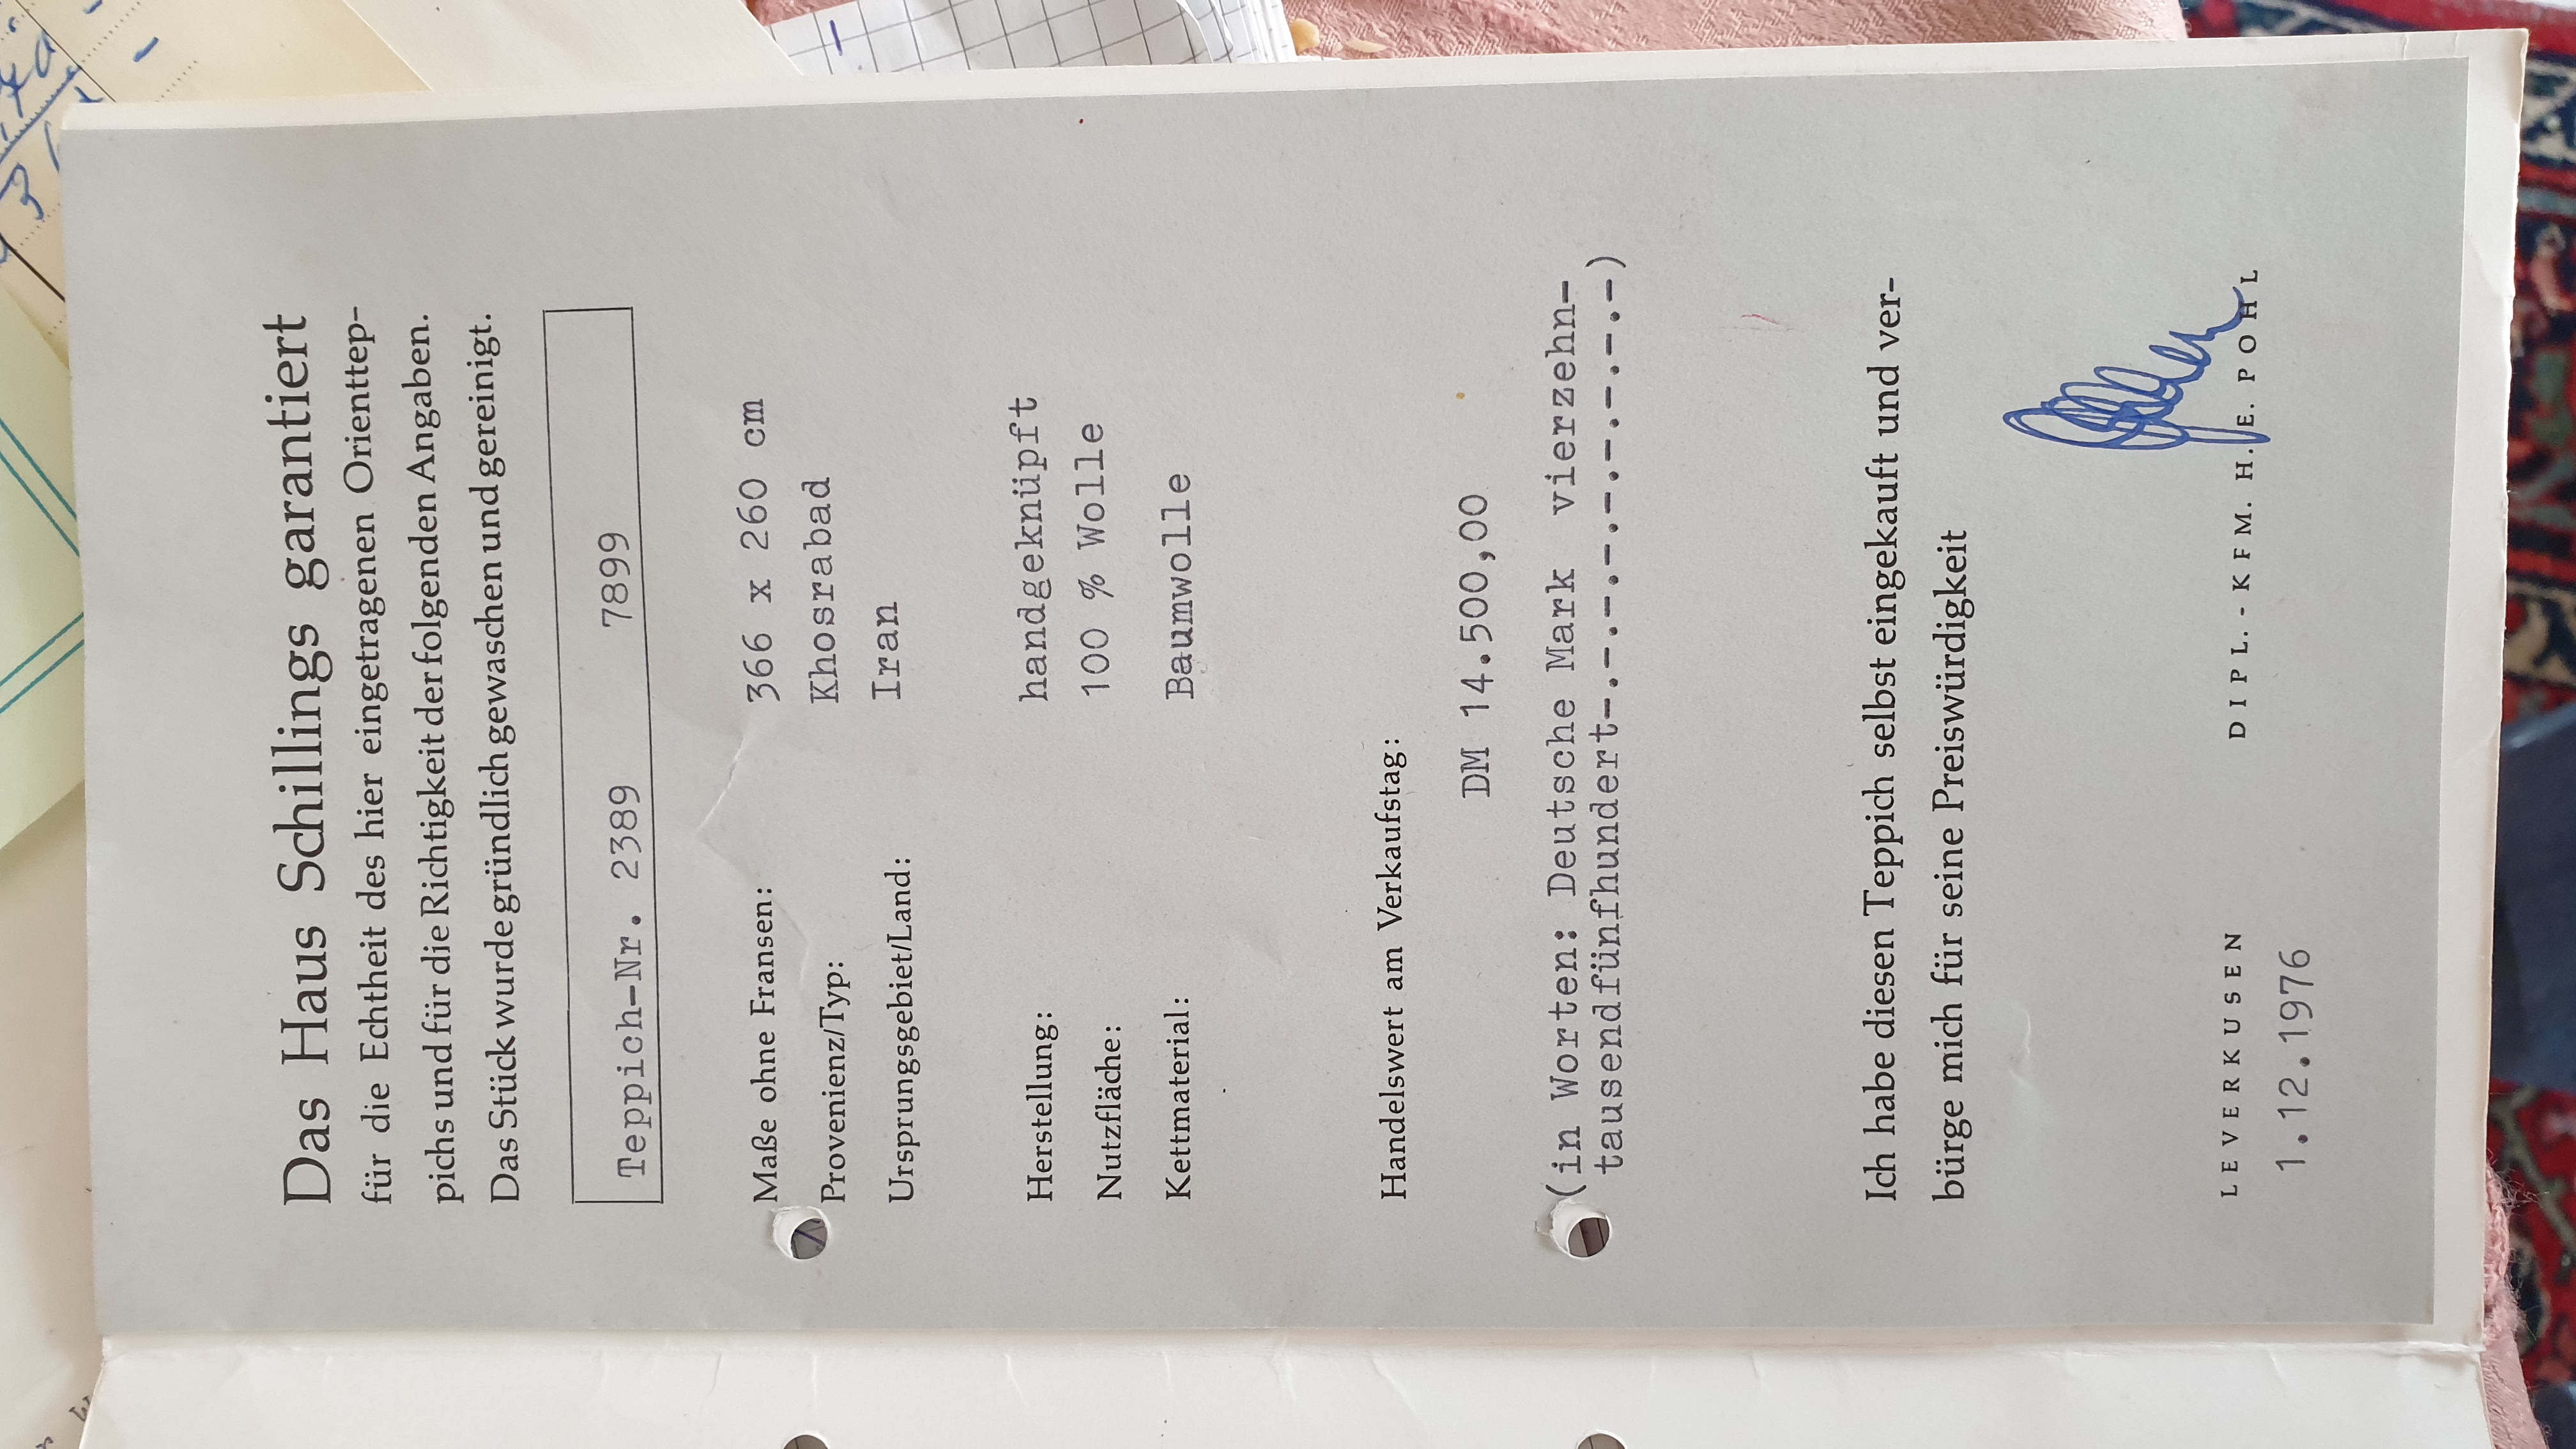 Das Haus Schillings garantiert
für die Echtheit des hier eingetragenen Orienttep-
pichs und für die Richtigkeit der folgenden Angaben.
Das Stück wurde gründlich gewaschen und gereinigt.
Teppich-Nr. 2389 7899
Maße ohne Fransen: 366 x 260 cm
Provenienz/Typ: Khosrabad
Ursprungsgebiet/Land: Iran
Herstellung: handgeknüpft
Nutzfläche: 100 % Wolle
Kettmaterial: Baumwolle
Handelswert am Verkaufstag:
DM 14.500,00
(in Worten: Deutsche Mark vierzehn-
tausendfünfhundert-.-.-.-.-.-.-.-.-.-.-)
Ich habe diesen Teppich selbst eingekauft und ver-
bürge mich für seine Preiswürdigkeit
LEVERKUSEN DIPL.-KFM. H. E. POHL
1.12.1976